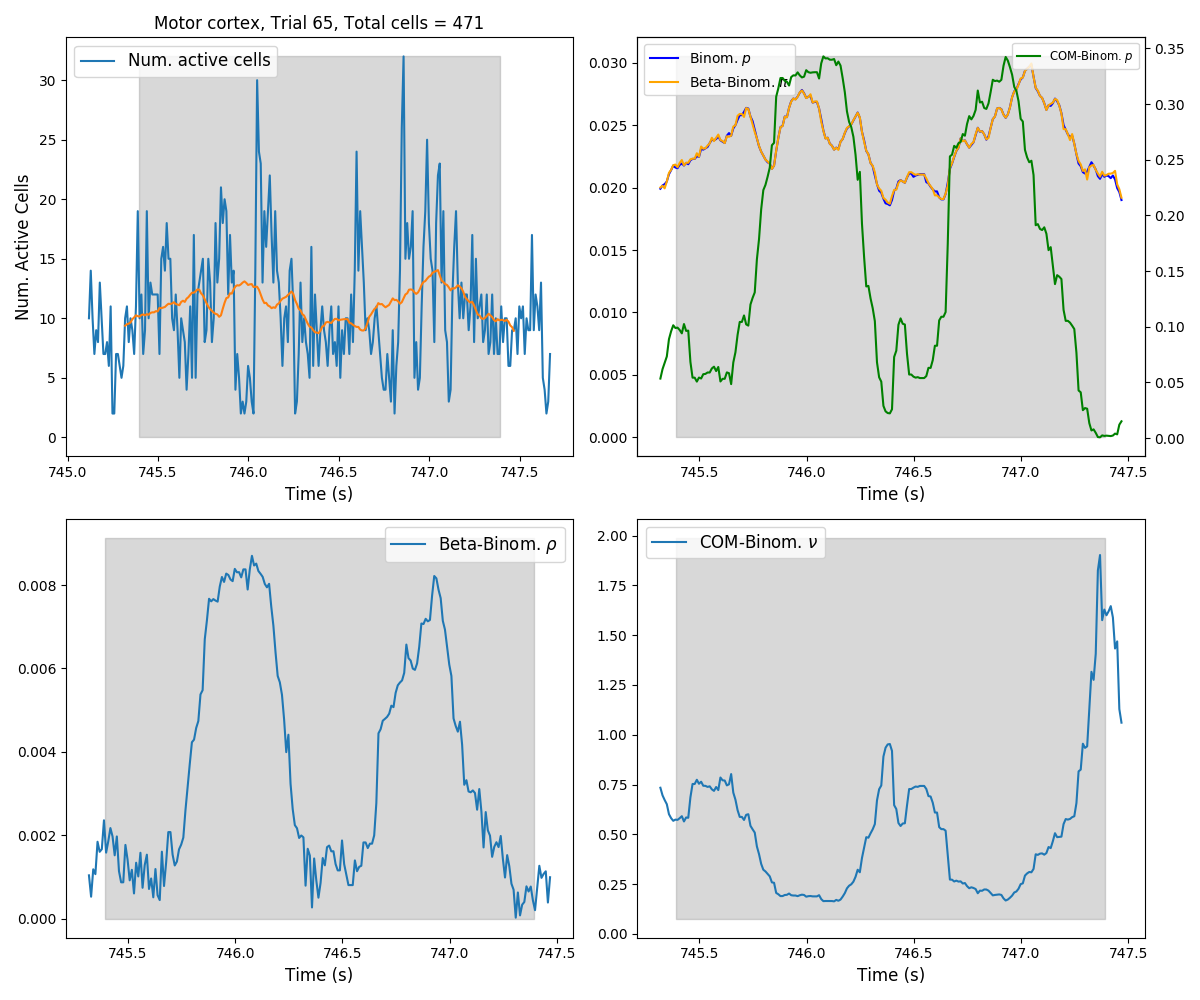 Motor cortex, Trial 65, Total cells = 471
Num. active cells
Num. Active Cells
30
25
20
15
10
5
0
745.0 745.5 746.0 746.5 747.0 747.5
Time (s)
Binom. p
Beta-Binom. π
COM-Binom. p
0.030
0.025
0.020
0.015
0.010
0.005
0.000
0.35
0.30
0.25
0.20
0.15
0.10
0.05
0.00
745.5 746.0 746.5 747.0 747.5
Time (s)
Beta-Binom. ρ
0.008
0.006
0.004
0.002
0.000
745.5 746.0 746.5 747.0 747.5
Time (s)
COM-Binom. ν
2.00
1.75
1.50
1.25
1.00
0.75
0.50
0.25
0.00
745.5 746.0 746.5 747.0 747.5
Time (s)